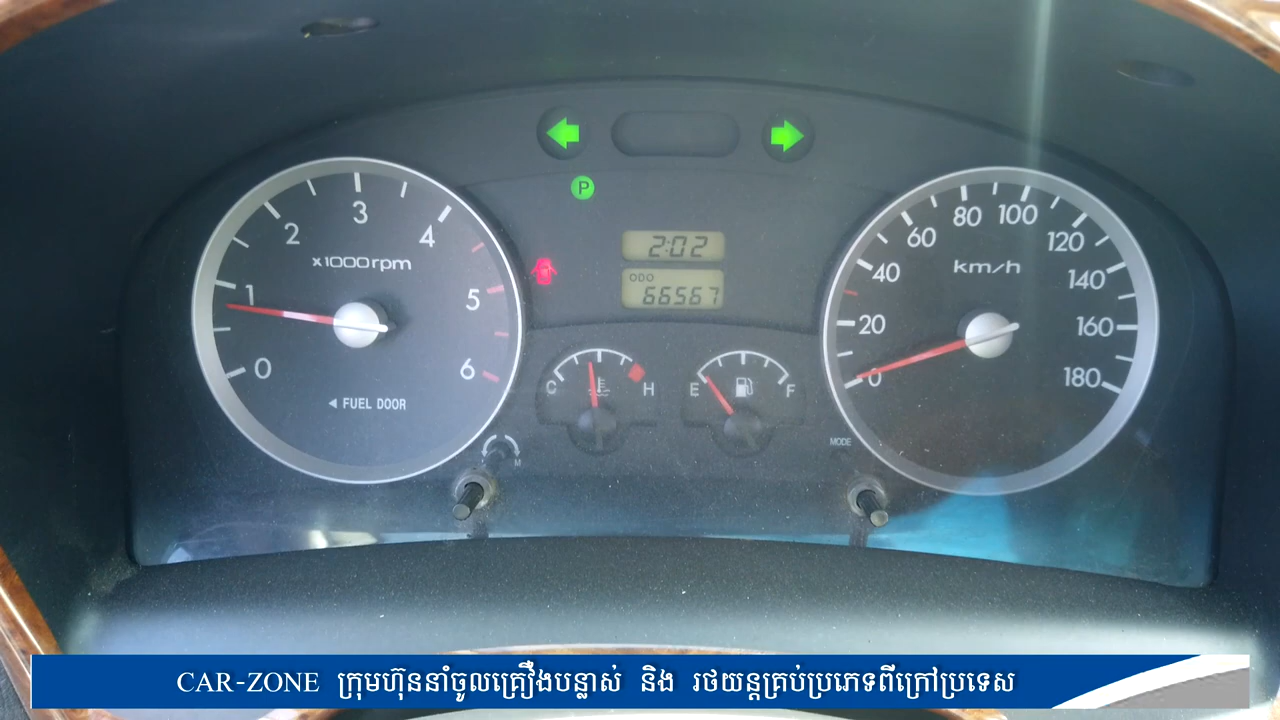 P
2:02
ODO
66567
0 1 2 3 4 5 6
x1000rpm
◄ FUEL DOOR
C H
E F
M
MODE
0 20 40 60 80 100 120 140 160 180
km/h
CAR-ZONE ក្រុមហ៊ុននាំចូលគ្រឿងបន្លាស់ និង រថយន្តគ្រប់ប្រភេទពីក្រៅប្រទេស